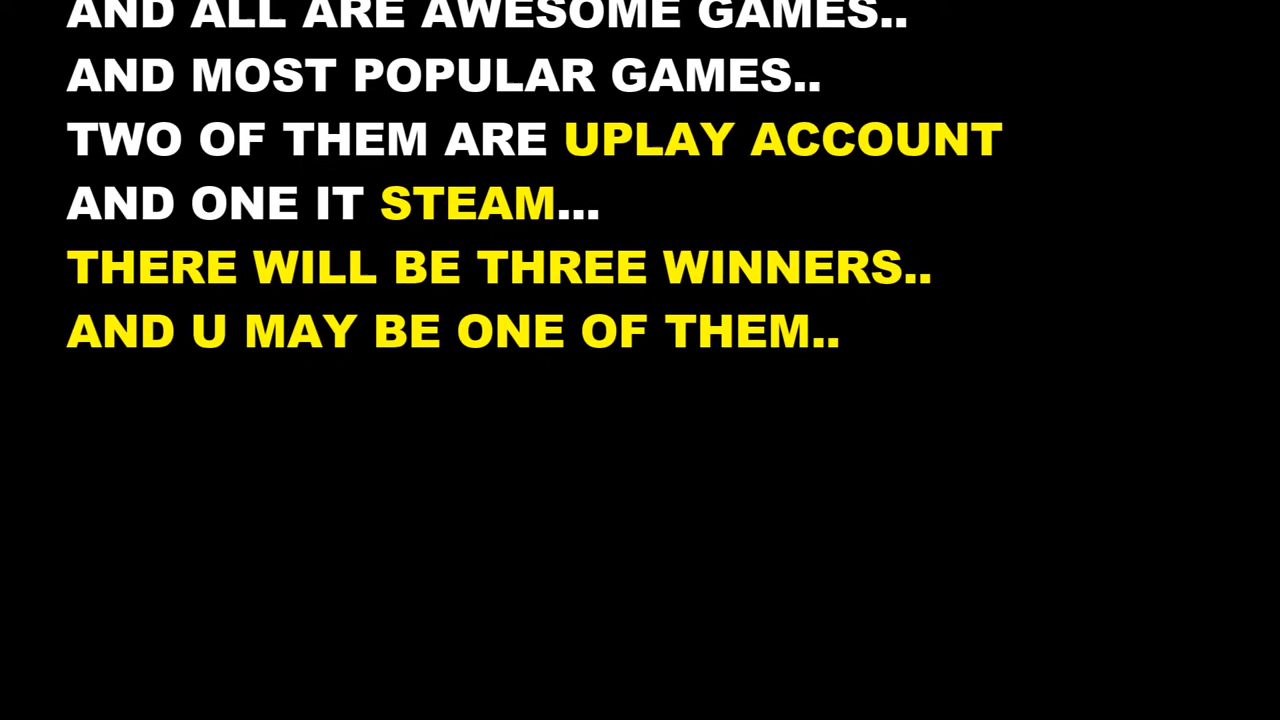 AND ALL ARE AWESOME GAMES..
AND MOST POPULAR GAMES..
TWO OF THEM ARE UPLAY ACCOUNT
AND ONE IT STEAM...
THERE WILL BE THREE WINNERS..
AND U MAY BE ONE OF THEM..